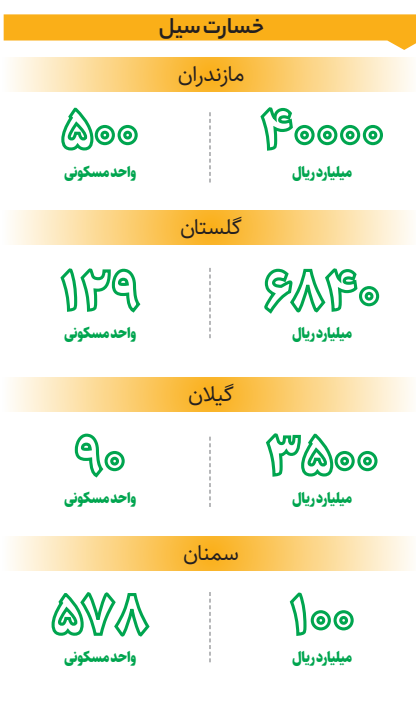 خسارت سیل
مازندران
۴۰۰۰۰ ۵۰۰
میلیارد ریال واحد مسکونی
گلستان
۶۸۴۰ ۱۲۹
میلیارد ریال واحد مسکونی
گیلان
۳۵۰۰ ۹۰
میلیارد ریال واحد مسکونی
سمنان
۱۰۰ ۵۷۸
میلیارد ریال واحد مسکونی